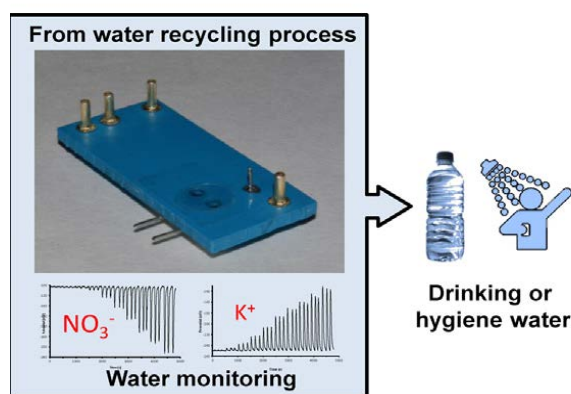 From water recycling process
NO₃⁻
K⁺
Water monitoring
Drinking or
hygiene water